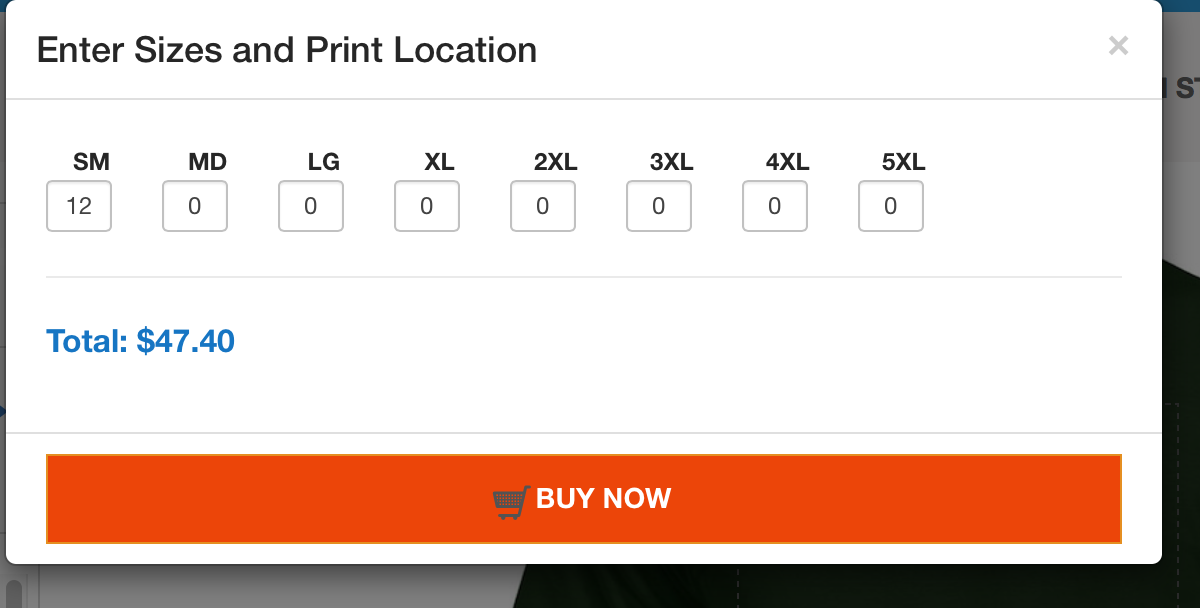 Enter Sizes and Print Location ×
ST
SM MD LG XL 2XL 3XL 4XL 5XL
12 0 0 0 0 0 0 0
Total: $47.40
BUY NOW